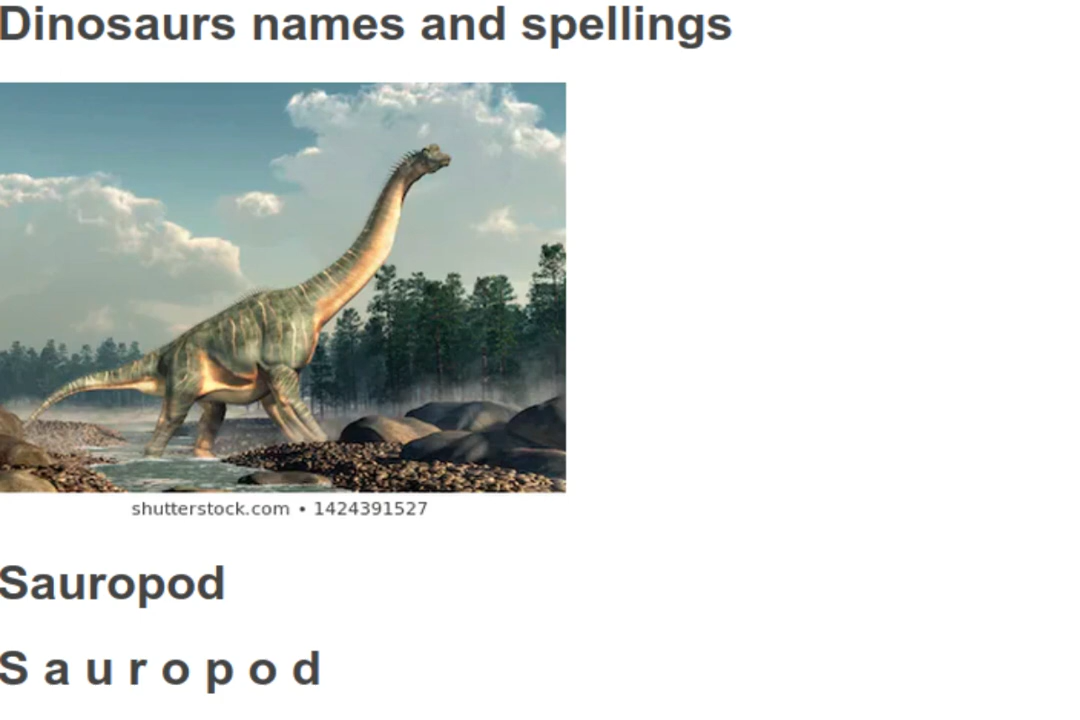 Dinosaurs names and spellings
shutterstock.com • 1424391527
Sauropod
S a u r o p o d